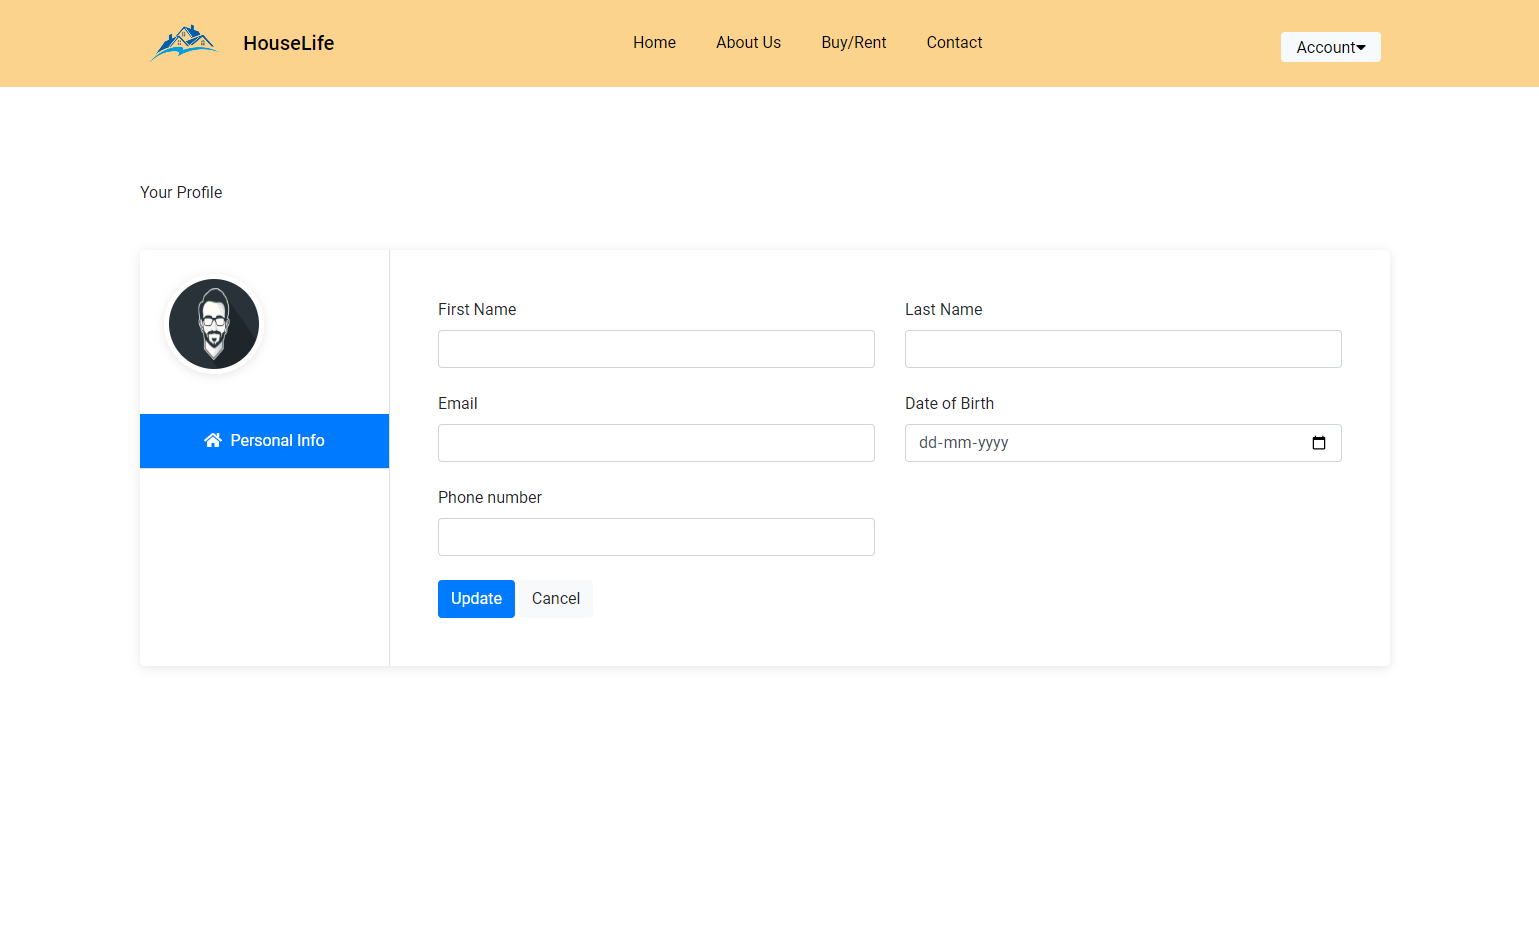 HouseLife Home About Us Buy/Rent Contact Account
Your Profile
First Name Last Name
Email Date of Birth
dd-mm-yyyy
Personal Info
Phone number
Update Cancel